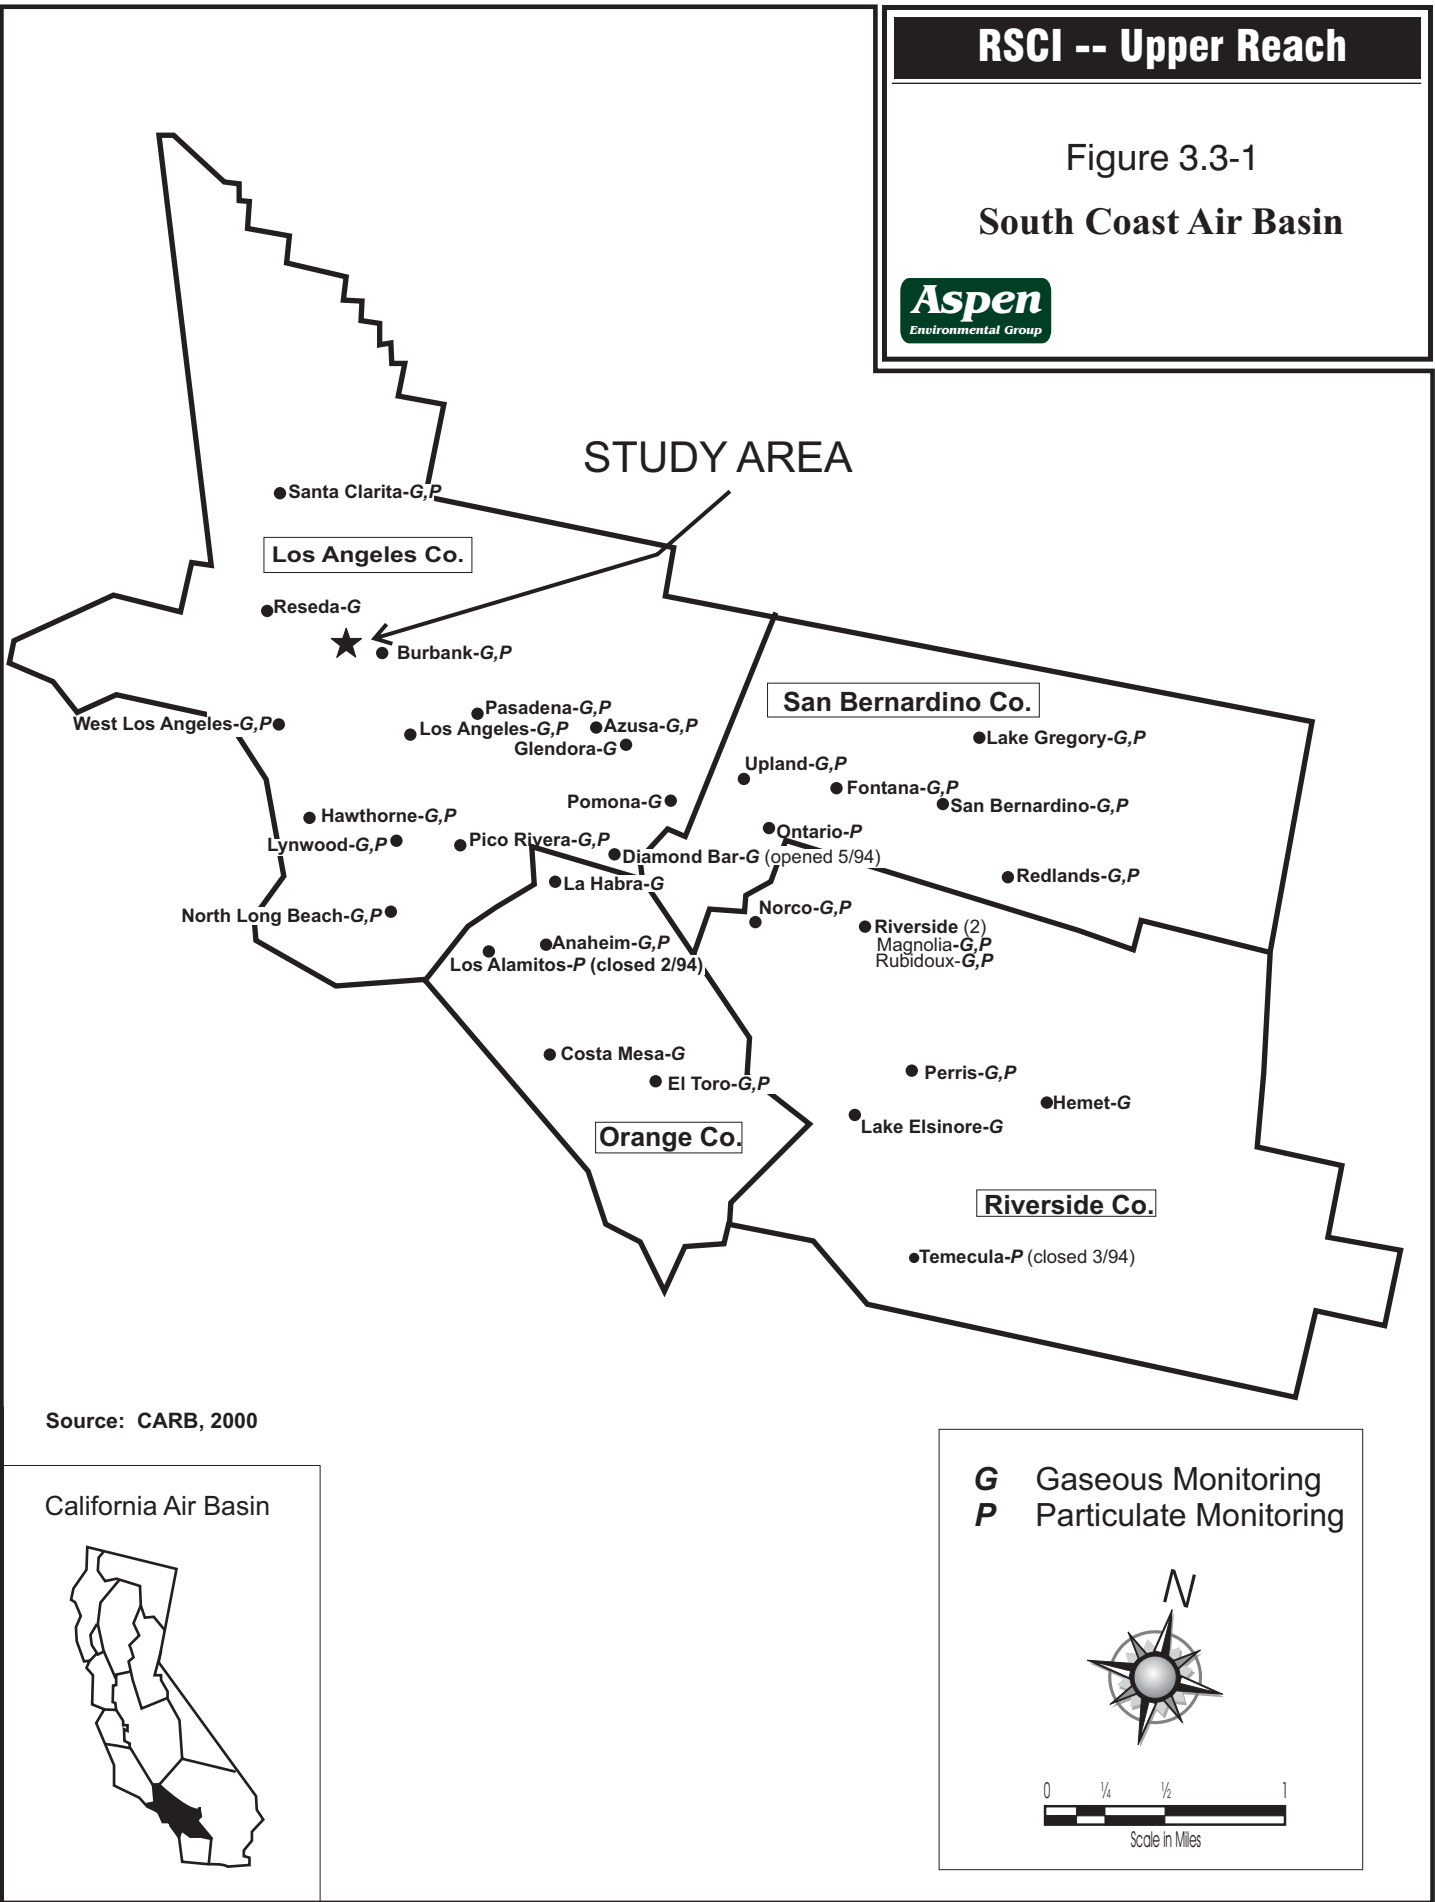 RSCI -- Upper Reach
Figure 3.3-1
South Coast Air Basin
Aspen
Environmental Group
STUDY AREA
Santa Clarita-G,P
Los Angeles Co.
Reseda-G
Burbank-G,P
San Bernardino Co.
Pasadena-G,P
West Los Angeles-G,P
Los Angeles-G,P
Azusa-G,P
Glendora-G
Lake Gregory-G,P
Upland-G,P
Fontana-G,P
Pomona-G
San Bernardino-G,P
Hawthorne-G,P
Ontario-P
Lynwood-G,P
Pico Rivera-G,P
Diamond Bar-G (opened 5/94)
La Habra-G
Redlands-G,P
North Long Beach-G,P
Norco-G,P
Riverside (2)
Magnolia-G,P
Rubidoux-G,P
Anaheim-G,P
Los Alamitos-P (closed 2/94)
Costa Mesa-G
El Toro-G,P
Perris-G,P
Hemet-G
Lake Elsinore-G
Orange Co.
Riverside Co.
Temecula-P (closed 3/94)
Source: CARB, 2000
California Air Basin
G Gaseous Monitoring
P Particulate Monitoring
N
0 ¼ ½ 1
Scale in Miles